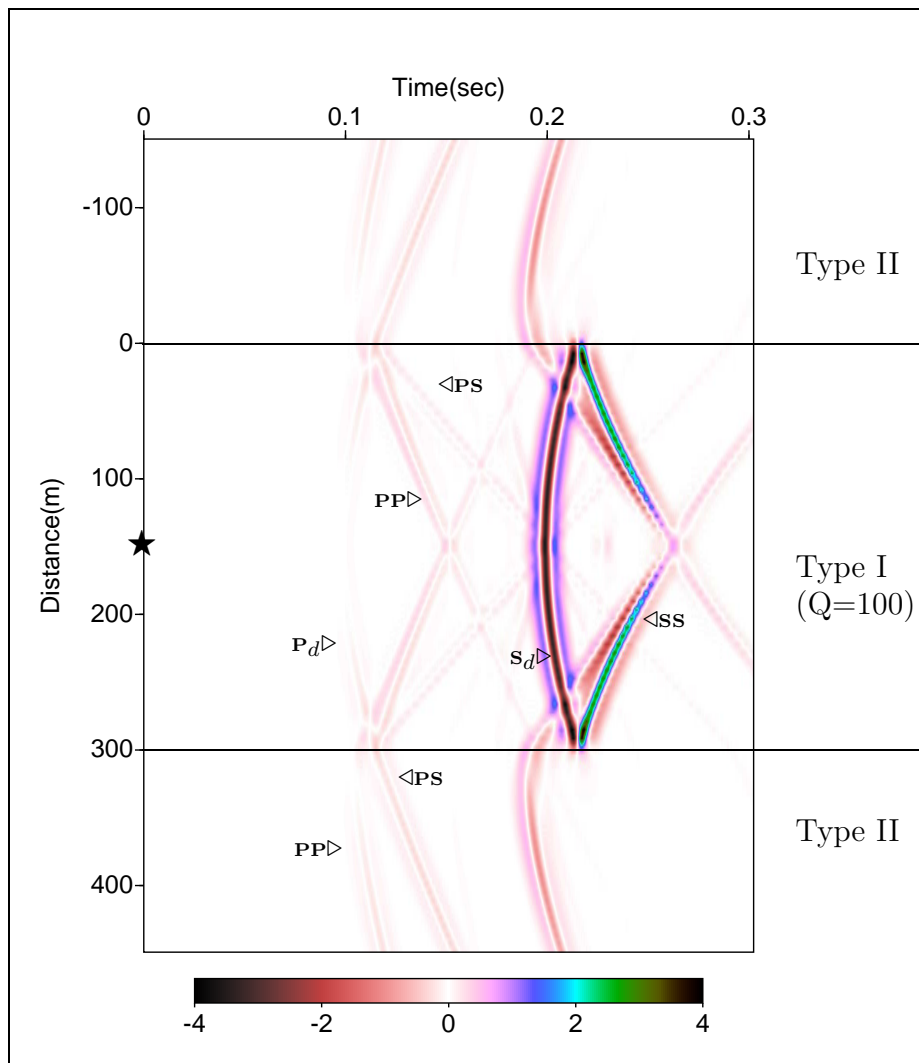 Time(sec)
0 0.1 0.2 0.3
Distance(m)
-100
0
100
200
300
400
Type II
Type I
(Q=100)
Type II
◁PS
PP▷
P_d▷
S_d▷
◁SS
◁PS
PP▷
-4 -2 0 2 4